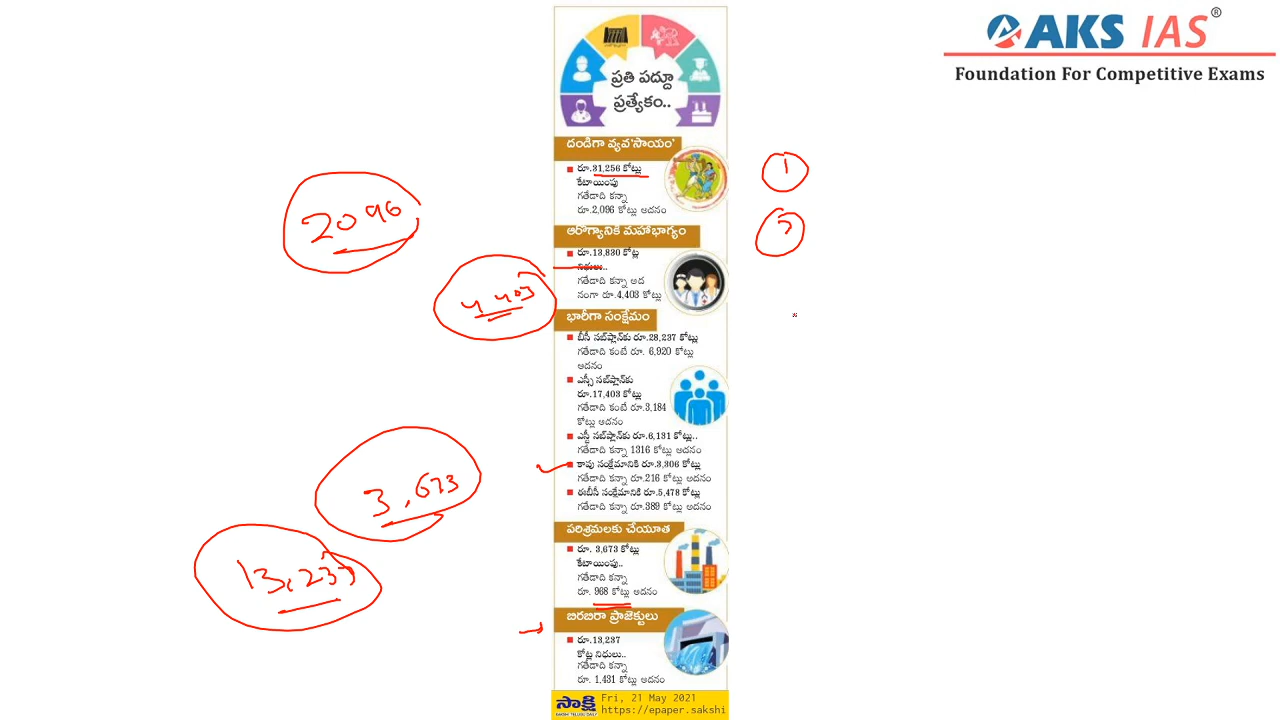 AKS IAS®
Foundation For Competitive Exams
ప్రతి పద్దూ
ప్రత్యేకం..
దండిగా వ్యవ'సాయం'
రూ.31,256 కోట్లు
కేటాయింపు
గతేడాది కన్నా
రూ.2,096 కోట్లు అదనం
ఆరోగ్యానికి మహాభాగ్యం
రూ.13,830 కోట్ల
నిధులు..
గతేడాది కన్నా అద
నంగా రూ.4,403 కోట్లు
భారీగా సంక్షేమం
బీసీ సబ్‌ప్లాన్‌కు రూ.28,237 కోట్లు
గతేడాది కంటే రూ. 6,920 కోట్లు
అదనం
ఎస్సీ సబ్‌ప్లాన్‌కు
రూ.17,403 కోట్లు
గతేడాది కంటే రూ.3,184
కోట్లు అదనం
ఎస్టీ సబ్‌ప్లాన్‌కు రూ.6,131 కోట్లు..
గతేడాది కన్నా 1316 కోట్లు అదనం
కాపు సంక్షేమానికి రూ.3,306 కోట్లు
గతేడాది కన్నా రూ.216 కోట్లు అదనం
ఈబీసీ సంక్షేమానికి రూ.5,478 కోట్లు
గతేడాది కన్నా రూ.389 కోట్లు అదనం
పరిశ్రమలకు చేయూత
రూ. 3,673 కోట్లు
కేటాయింపు..
గతేడాది కన్నా
రూ. 968 కోట్లు అదనం
బిరబిరా ప్రాజెక్టులు
రూ.13,237
కోట్ల నిధులు..
గతేడాది కన్నా
రూ. 1,431 కోట్లు అదనం
సాక్షి
SAKSHI TELUGU DAILY
Fri, 21 May 2021
https://epaper.sakshi
2096
4403
3,673
13,237
1